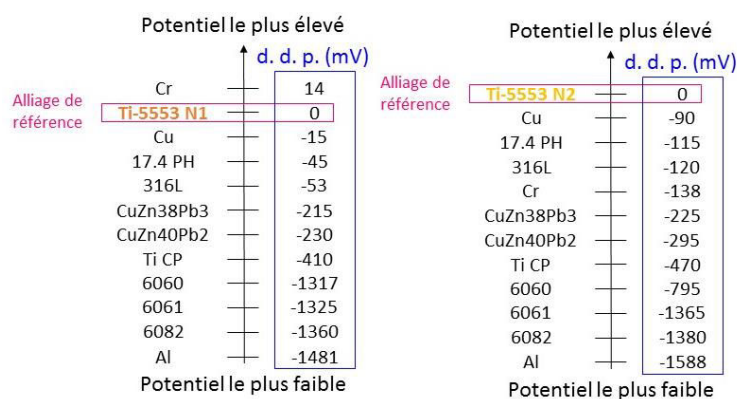 Potentiel le plus élevé
d. d. p. (mV)
Cr 14
Alliage de
référence
Ti-5553 N1 0
Cu -15
17.4 PH -45
316L -53
CuZn38Pb3 -215
CuZn40Pb2 -230
Ti CP -410
6060 -1317
6061 -1325
6082 -1360
Al -1481
Potentiel le plus faible
Potentiel le plus élevé
d. d. p. (mV)
Alliage de
référence
Ti-5553 N2 0
Cu -90
17.4 PH -115
316L -120
Cr -138
CuZn38Pb3 -225
CuZn40Pb2 -295
Ti CP -470
6060 -795
6061 -1365
6082 -1380
Al -1588
Potentiel le plus faible